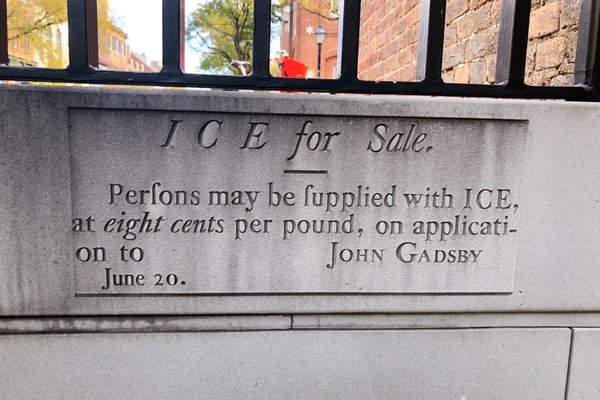 ICE for Sale.
Perſons may be ſupplied with ICE,
at eight cents per pound, on applicati-
on to John Gadsby
June 20.